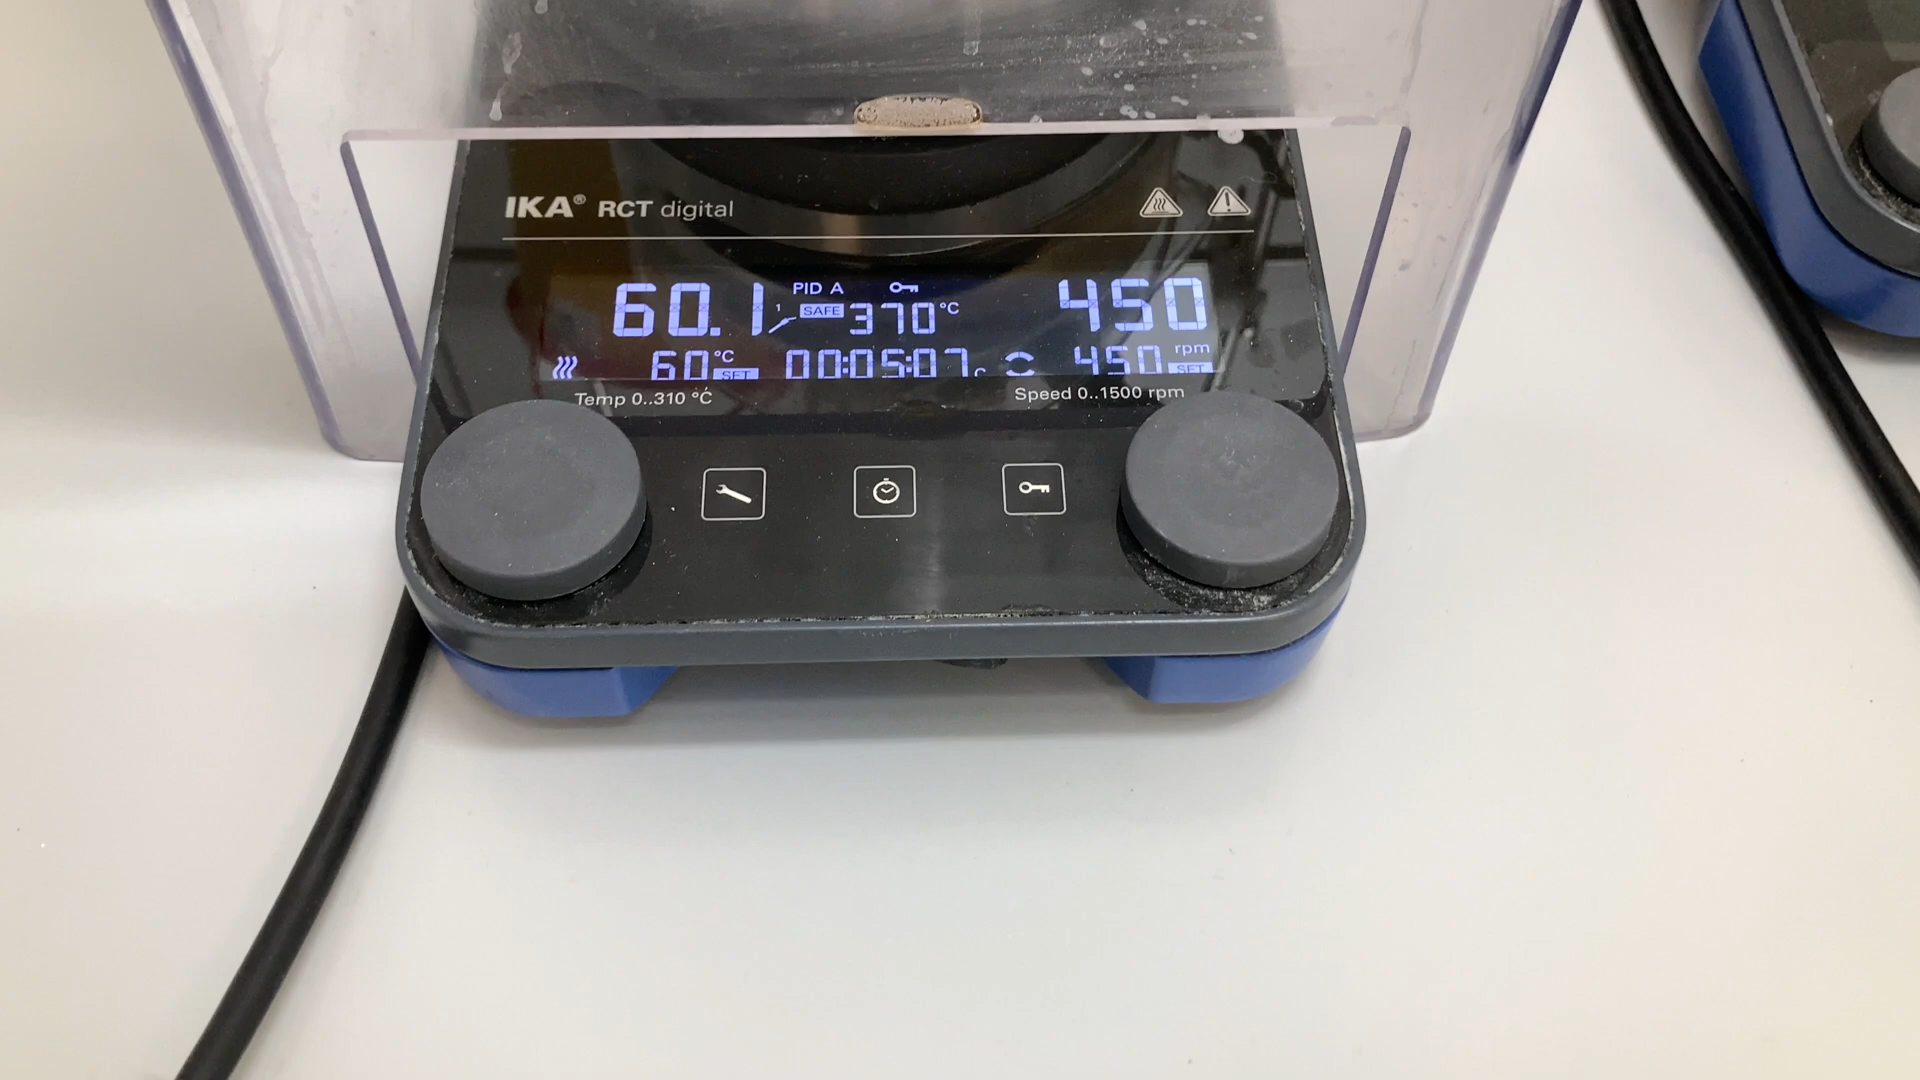 IKA® RCT digital
60.1 1 PID A SAFE 370 °C 450
60 °C SET 00:05:07 450 rpm SET
Temp 0..310 °C Speed 0..1500 rpm